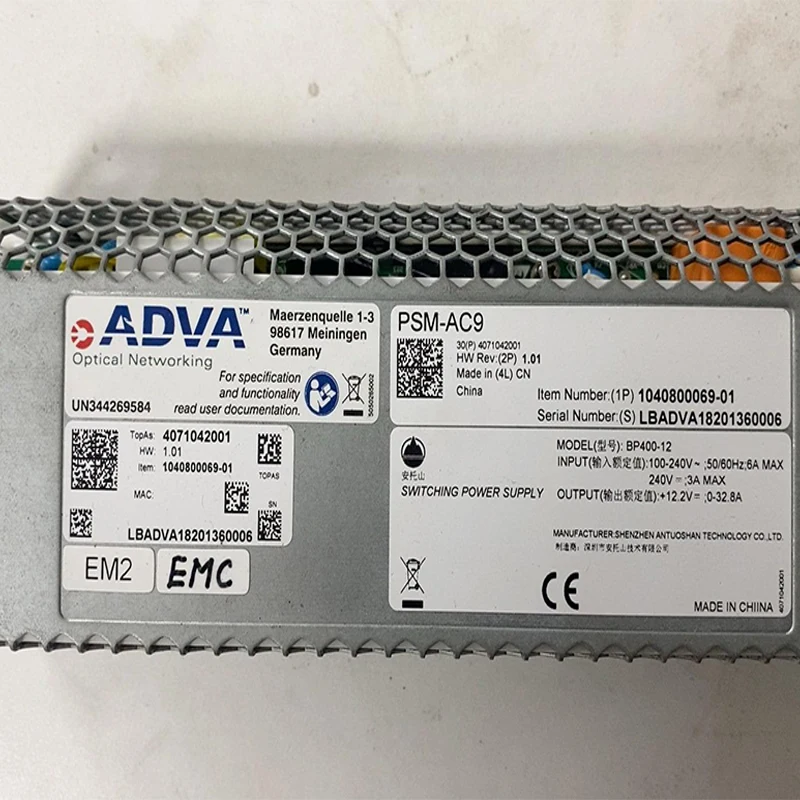 ADVA™
Optical Networking
Maerzenquelle 1-3
98617 Meiningen
Germany
For specification
and functionality
read user documentation.
UN344269584
5050260002
TopAs: 4071042001
HW: 1.01
Item: 1040800069-01
TOPAS
MAC:
SN
LBADVA18201360006
EM2
EMC
PSM-AC9
30(P) 4071042001
HW Rev:(2P) 1.01
Made in (4L) CN
China
Item Number:(1P) 1040800069-01
Serial Number:(S) LBADVA18201360006
安托山
SWITCHING POWER SUPPLY
MODEL(型号): BP400-12
INPUT(输入额定值):100-240V~ ;50/60Hz;6A MAX
240V⎓;3A MAX
OUTPUT(输出额定值):+12.2V⎓;0-32.8A
MANUFACTURER:SHENZHEN ANTUOSHAN TECHNOLOGY CO.,LTD.
制造商: 深圳市安托山技术有限公司
CE
MADE IN CHIINA
4071042001